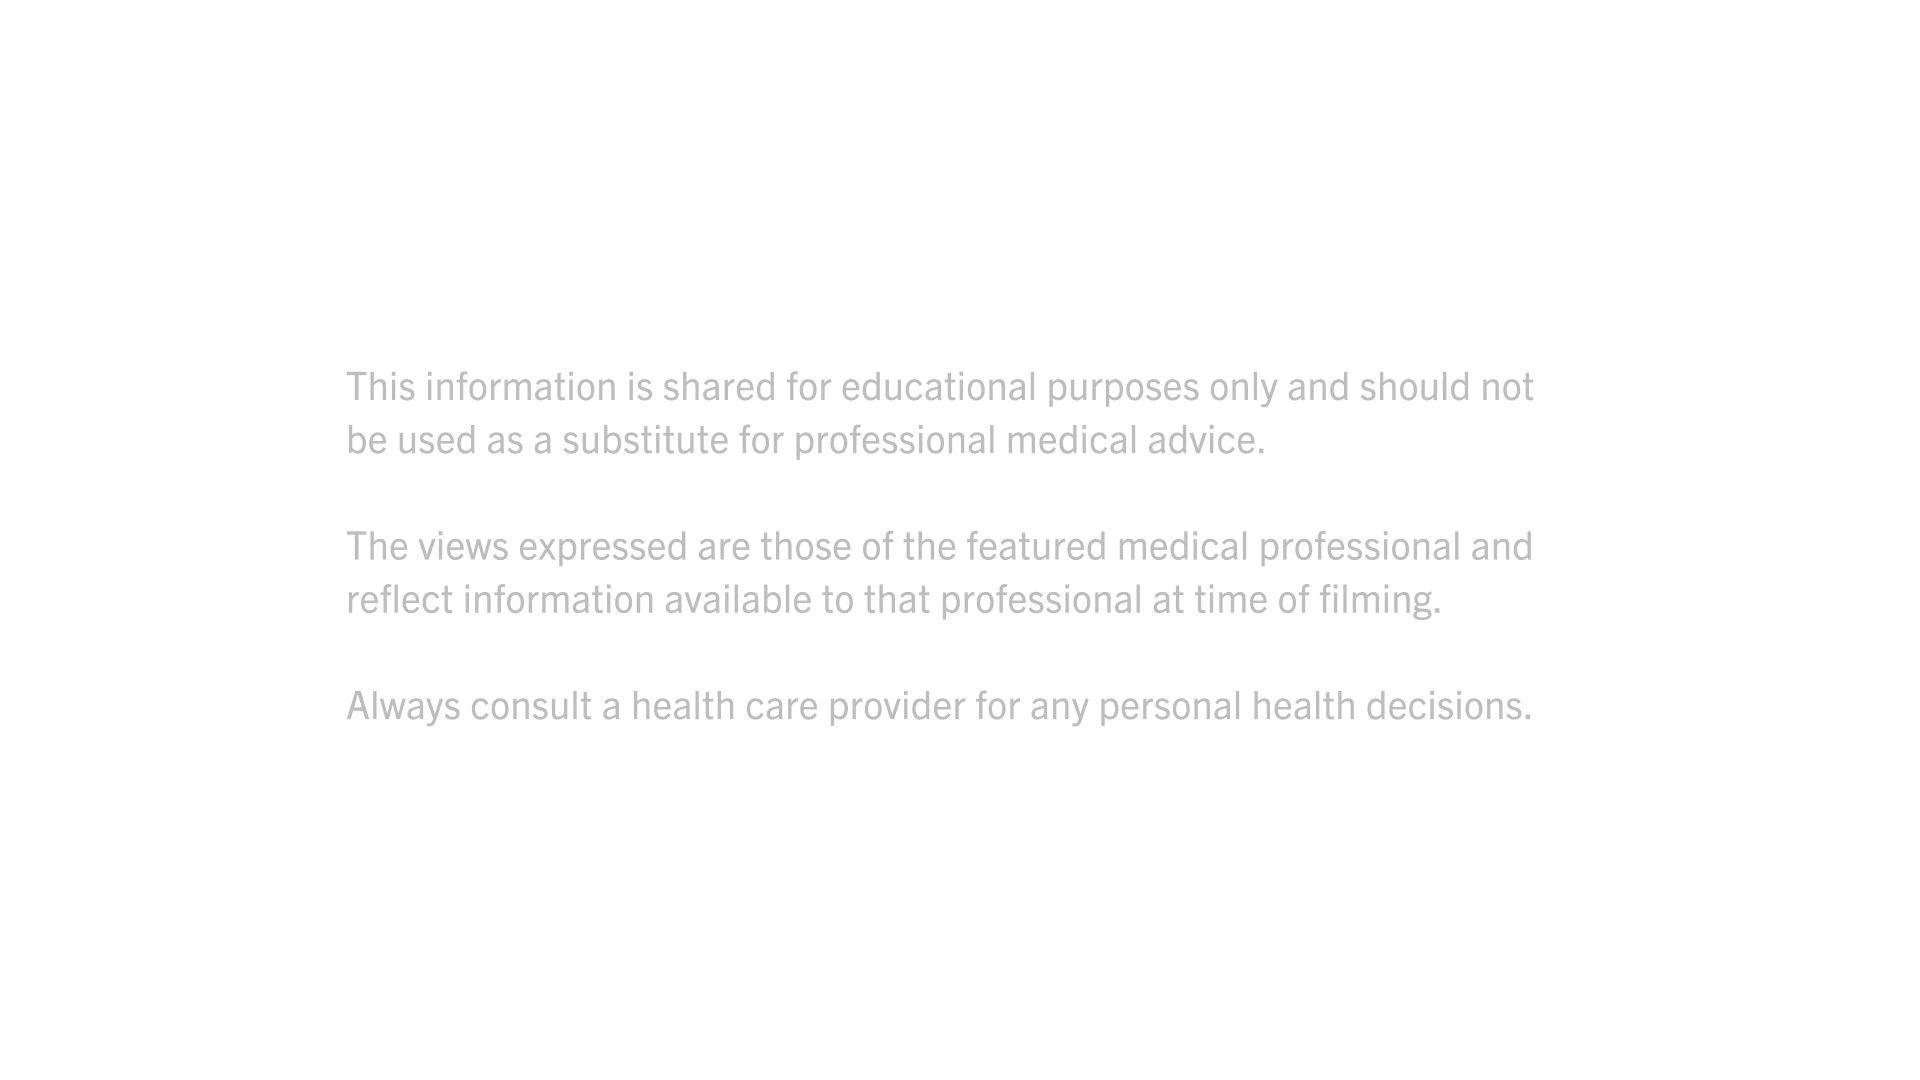 This information is shared for educational purposes only and should not
be used as a substitute for professional medical advice.
The views expressed are those of the featured medical professional and
reflect information available to that professional at time of filming.
Always consult a health care provider for any personal health decisions.